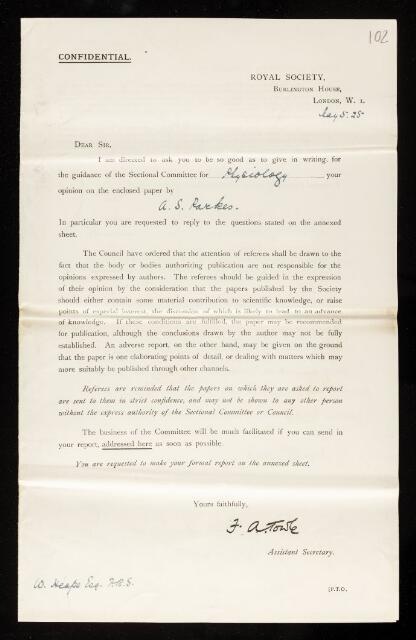 102
CONFIDENTIAL.
ROYAL SOCIETY,
BURLINGTON HOUSE,
LONDON, W. 1.
May 5. 25
DEAR SIR,
I am directed to ask you to be so good as to give in writing, for
the guidance of the Sectional Committee for Physiology your
opinion on the enclosed paper by
A. S. Parkes.
In particular you are requested to reply to the questions stated on the annexed
sheet.
The Council have ordered that the attention of referees shall be drawn to the
fact that the body or bodies authorizing publication are not responsible for the
opinions expressed by authors. The referees should be guided in the expression
of their opinion by the consideration that the papers published by the Society
should either contain some material contribution to scientific knowledge, or raise
points of especial interest, the discussion of which is likely to lead to an advance
of knowledge. If these conditions are fulfilled, the paper may be recommended
for publication, although the conclusions drawn by the author may not be fully
established. An adverse report, on the other hand, may be given on the ground
that the paper is one elaborating points of detail, or dealing with matters which may
more suitably be published through other channels.
Referees are reminded that the papers on which they are asked to report
are sent to them in strict confidence, and may not be shown to any other person
without the express authority of the Sectional Committee or Council.
The business of the Committee will be much facilitated if you can send in
your report, addressed here as soon as possible.
You are requested to make your formal report on the annexed sheet.
Yours faithfully,
F. A. Towle
Assistant Secretary.
W. Heape Esq. F.R.S.
[P.T.O.